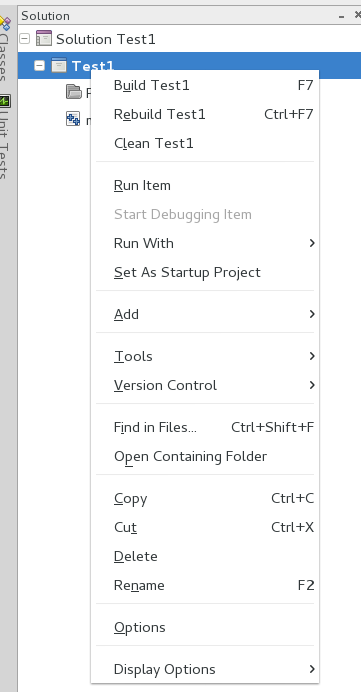 Solution
Classes
Unit Tests
Solution Test1
Test1
Build Test1 F7
Rebuild Test1 Ctrl+F7
Clean Test1
Run Item
Start Debugging Item
Run With
Set As Startup Project
Add
Tools
Version Control
Find in Files... Ctrl+Shift+F
Open Containing Folder
Copy Ctrl+C
Cut Ctrl+X
Delete
Rename F2
Options
Display Options